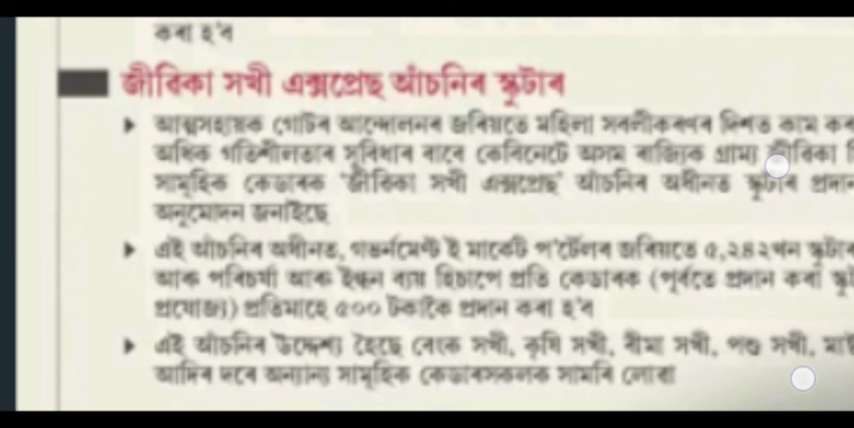 কৰা হ'ব
জীৱিকা সখী এক্সপ্ৰেছ আঁচনিৰ স্কুটাৰ
আত্মসহায়ক গোটৰ আন্দোলনৰ জৰিয়তে মহিলা সবলীকৰণৰ দিশত কাম কৰ
অধিক গতিশীলতাৰ সুবিধাৰ বাবে কেবিনেটে অসম ৰাজ্যিক গ্ৰাম্য জীৱিকা
সামূহিক কেডাৰক 'জীৱিকা সখী এক্সপ্ৰেছ' আঁচনিৰ অধীনত স্কুটাৰ প্ৰদান
অনুমোদন জনাইছে
এই আঁচনিৰ অধীনত, গভৰ্নমেণ্ট ই মাৰ্কেট প'ৰ্টেলৰ জৰিয়তে ৫,২৪২খন স্কুটাৰ
আৰু পৰিচৰ্যা আৰু ইন্ধন ব্যয় হিচাপে প্ৰতি কেডাৰক (পূৰ্বতে প্ৰদান কৰা
প্ৰযোজ্য) প্ৰতিমাহে ৫০০ টকাকৈ প্ৰদান কৰা হ'ব
এই আঁচনিৰ উদ্দেশ্য হৈছে বেংক সখী, কৃষি সখী, বীমা সখী, পশু সখী,
আদিৰ দৰে অন্যান্য সামূহিক কেডাৰসকলক সামৰি লোৱা